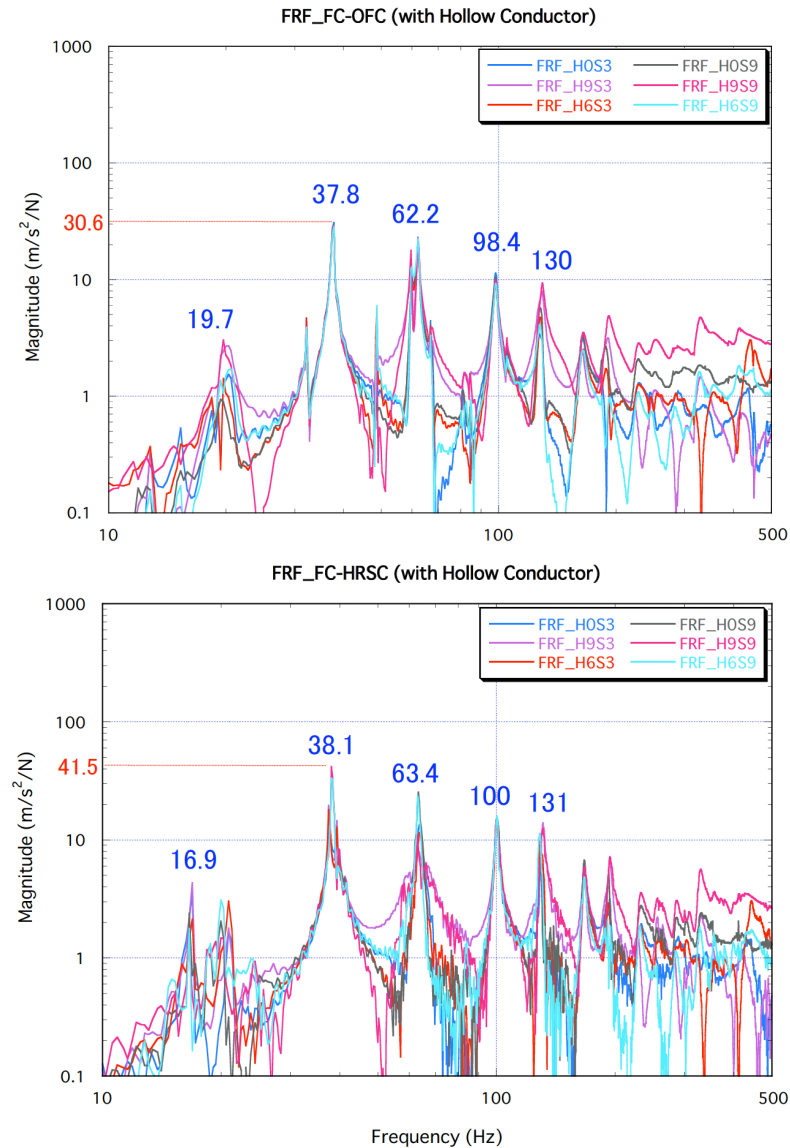 FRF_FC-OFC (with Hollow Conductor)
1000
FRF_H0S3 FRF_H0S9
FRF_H9S3 FRF_H9S9
FRF_H6S3 FRF_H6S9
100
37.8
62.2
30.6
98.4
130
10
19.7
Magnitude (m/s²/N)
1
0.1
10 100 500
FRF_FC-HRSC (with Hollow Conductor)
1000
FRF_H0S3 FRF_H0S9
FRF_H9S3 FRF_H9S9
FRF_H6S3 FRF_H6S9
100
38.1
41.5
63.4
100
131
10
16.9
Magnitude (m/s²/N)
1
0.1
10 100 500
Frequency (Hz)